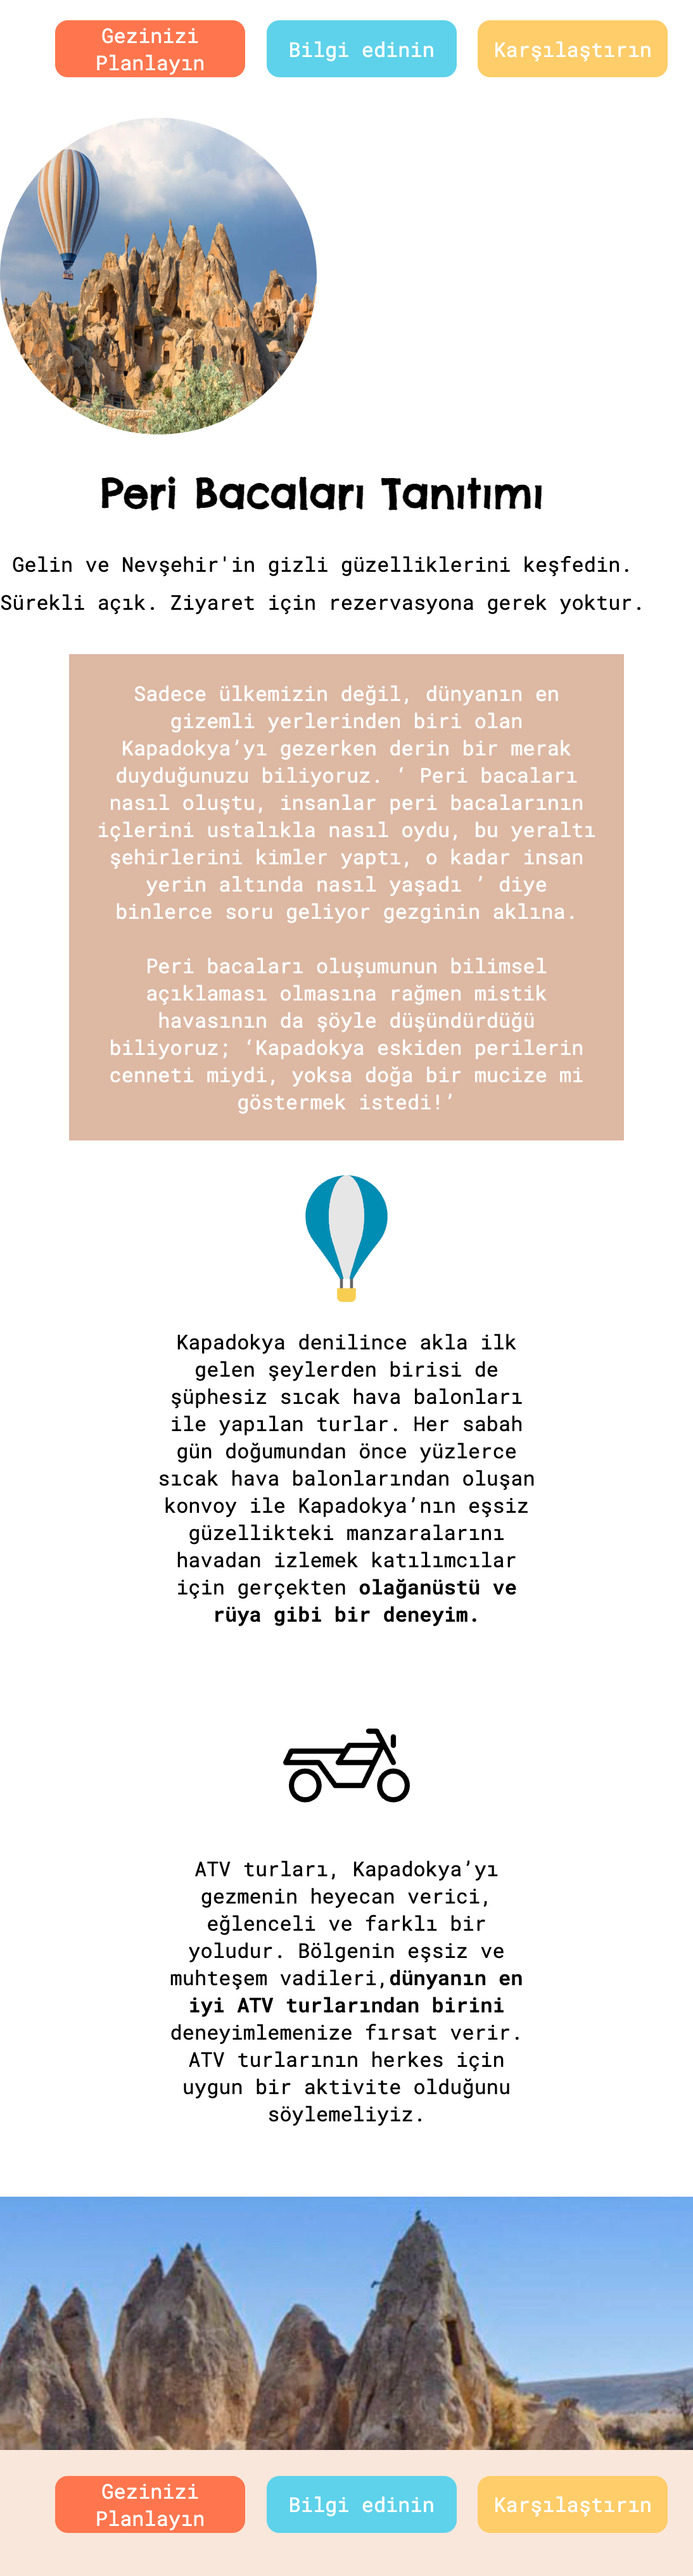 Gezinizi
Planlayın
Bilgi edinin
Karşılaştırın
Peri Bacaları Tanıtımı
Gelin ve Nevşehir'in gizli güzelliklerini keşfedin.
Sürekli açık. Ziyaret için rezervasyona gerek yoktur.
Sadece ülkemizin değil, dünyanın en
gizemli yerlerinden biri olan
Kapadokya’yı gezerken derin bir merak
duyduğunuzu biliyoruz. ‘ Peri bacaları
nasıl oluştu, insanlar peri bacalarının
içlerini ustalıkla nasıl oydu, bu yeraltı
şehirlerini kimler yaptı, o kadar insan
yerin altında nasıl yaşadı ’ diye
binlerce soru geliyor gezginin aklına.
Peri bacaları oluşumunun bilimsel
açıklaması olmasına rağmen mistik
havasının da şöyle düşündürdüğü
biliyoruz; ‘Kapadokya eskiden perilerin
cenneti miydi, yoksa doğa bir mucize mi
göstermek istedi!’
Kapadokya denilince akla ilk
gelen şeylerden birisi de
şüphesiz sıcak hava balonları
ile yapılan turlar. Her sabah
gün doğumundan önce yüzlerce
sıcak hava balonlarından oluşan
konvoy ile Kapadokya’nın eşsiz
güzellikteki manzaralarını
havadan izlemek katılımcılar
için gerçekten olağanüstü ve
rüya gibi bir deneyim.
ATV turları, Kapadokya’yı
gezmenin heyecan verici,
eğlenceli ve farklı bir
yoludur. Bölgenin eşsiz ve
muhteşem vadileri,dünyanın en
iyi ATV turlarından birini
deneyimlemenize fırsat verir.
ATV turlarının herkes için
uygun bir aktivite olduğunu
söylemeliyiz.
Gezinizi
Planlayın
Bilgi edinin
Karşılaştırın